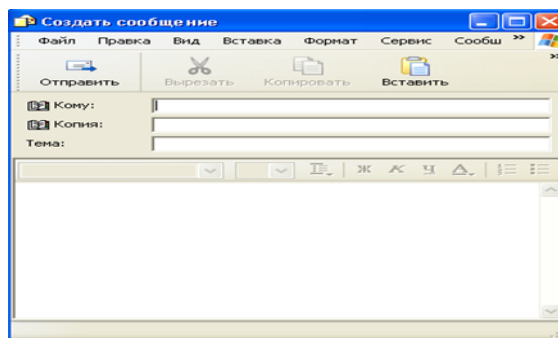 Создать сообщение
Файл Правка Вид Вставка Формат Сервис Сообщ »
Отправить Вырезать Копировать Вставить »
Кому:
Копия:
Тема:
Ж К Ч А